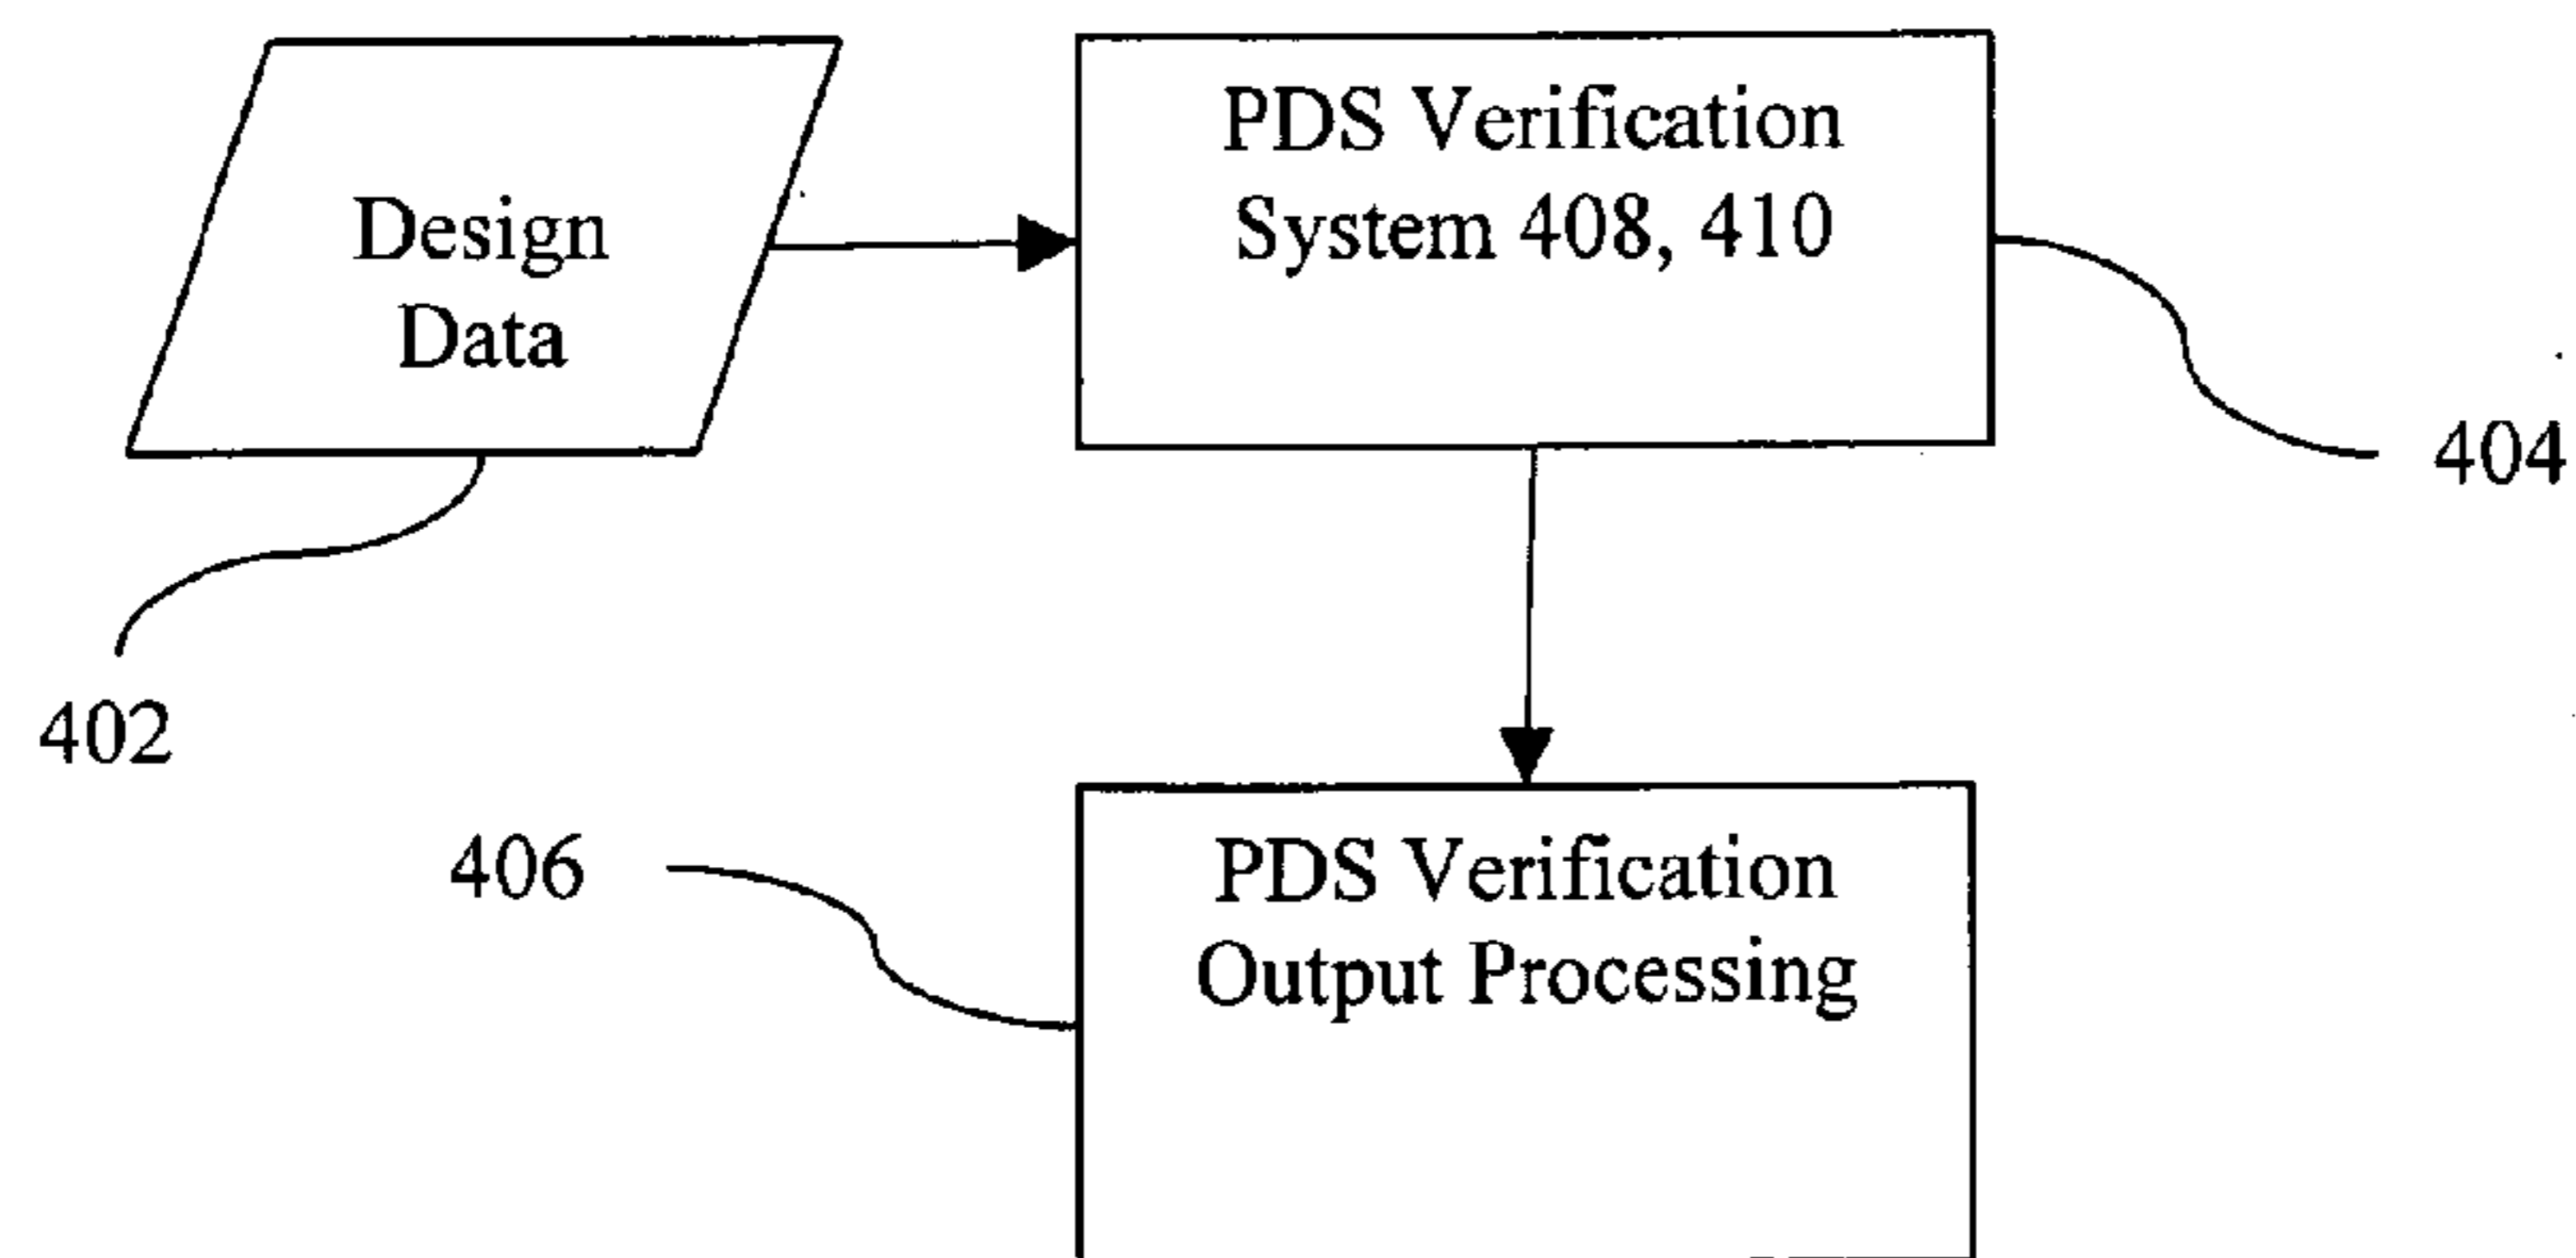 Design
Data
PDS Verification
System 408, 410
404
402
406
PDS Verification
Output Processing